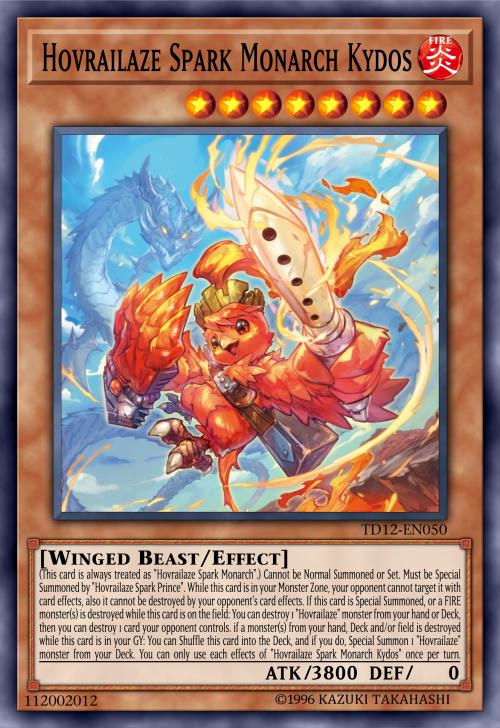 HOVRAILAZE SPARK MONARCH KYDOS
FIRE
炎
TD12-EN050
[WINGED BEAST/EFFECT]
(This card is always treated as "Hovrailaze Spark Monarch".) Cannot be Normal Summoned or Set. Must be Special
Summoned by "Hovrailaze Spark Prince". While this card is in your Monster Zone, your opponent cannot target it with
card effects, also it cannot be destroyed by your opponent's card effects. If this card is Special Summoned, or a FIRE
monster(s) is destroyed while this card is on the field: You can destroy 1 "Hovrailaze" monster from your hand or Deck,
then you can destroy 1 card your opponent controls. if a monster(s) from your hand, Deck and/or field is destroyed
while this card is in your GY: You can Shuffle this card into the Deck, and if you do, Special Summon 1 "Hovrailaze"
monster from your Deck. You can only use each effects of "Hovrailaze Spark Monarch Kydos" once per turn.
ATK/3800 DEF/ 0
112002012
©1996 KAZUKI TAKAHASHI